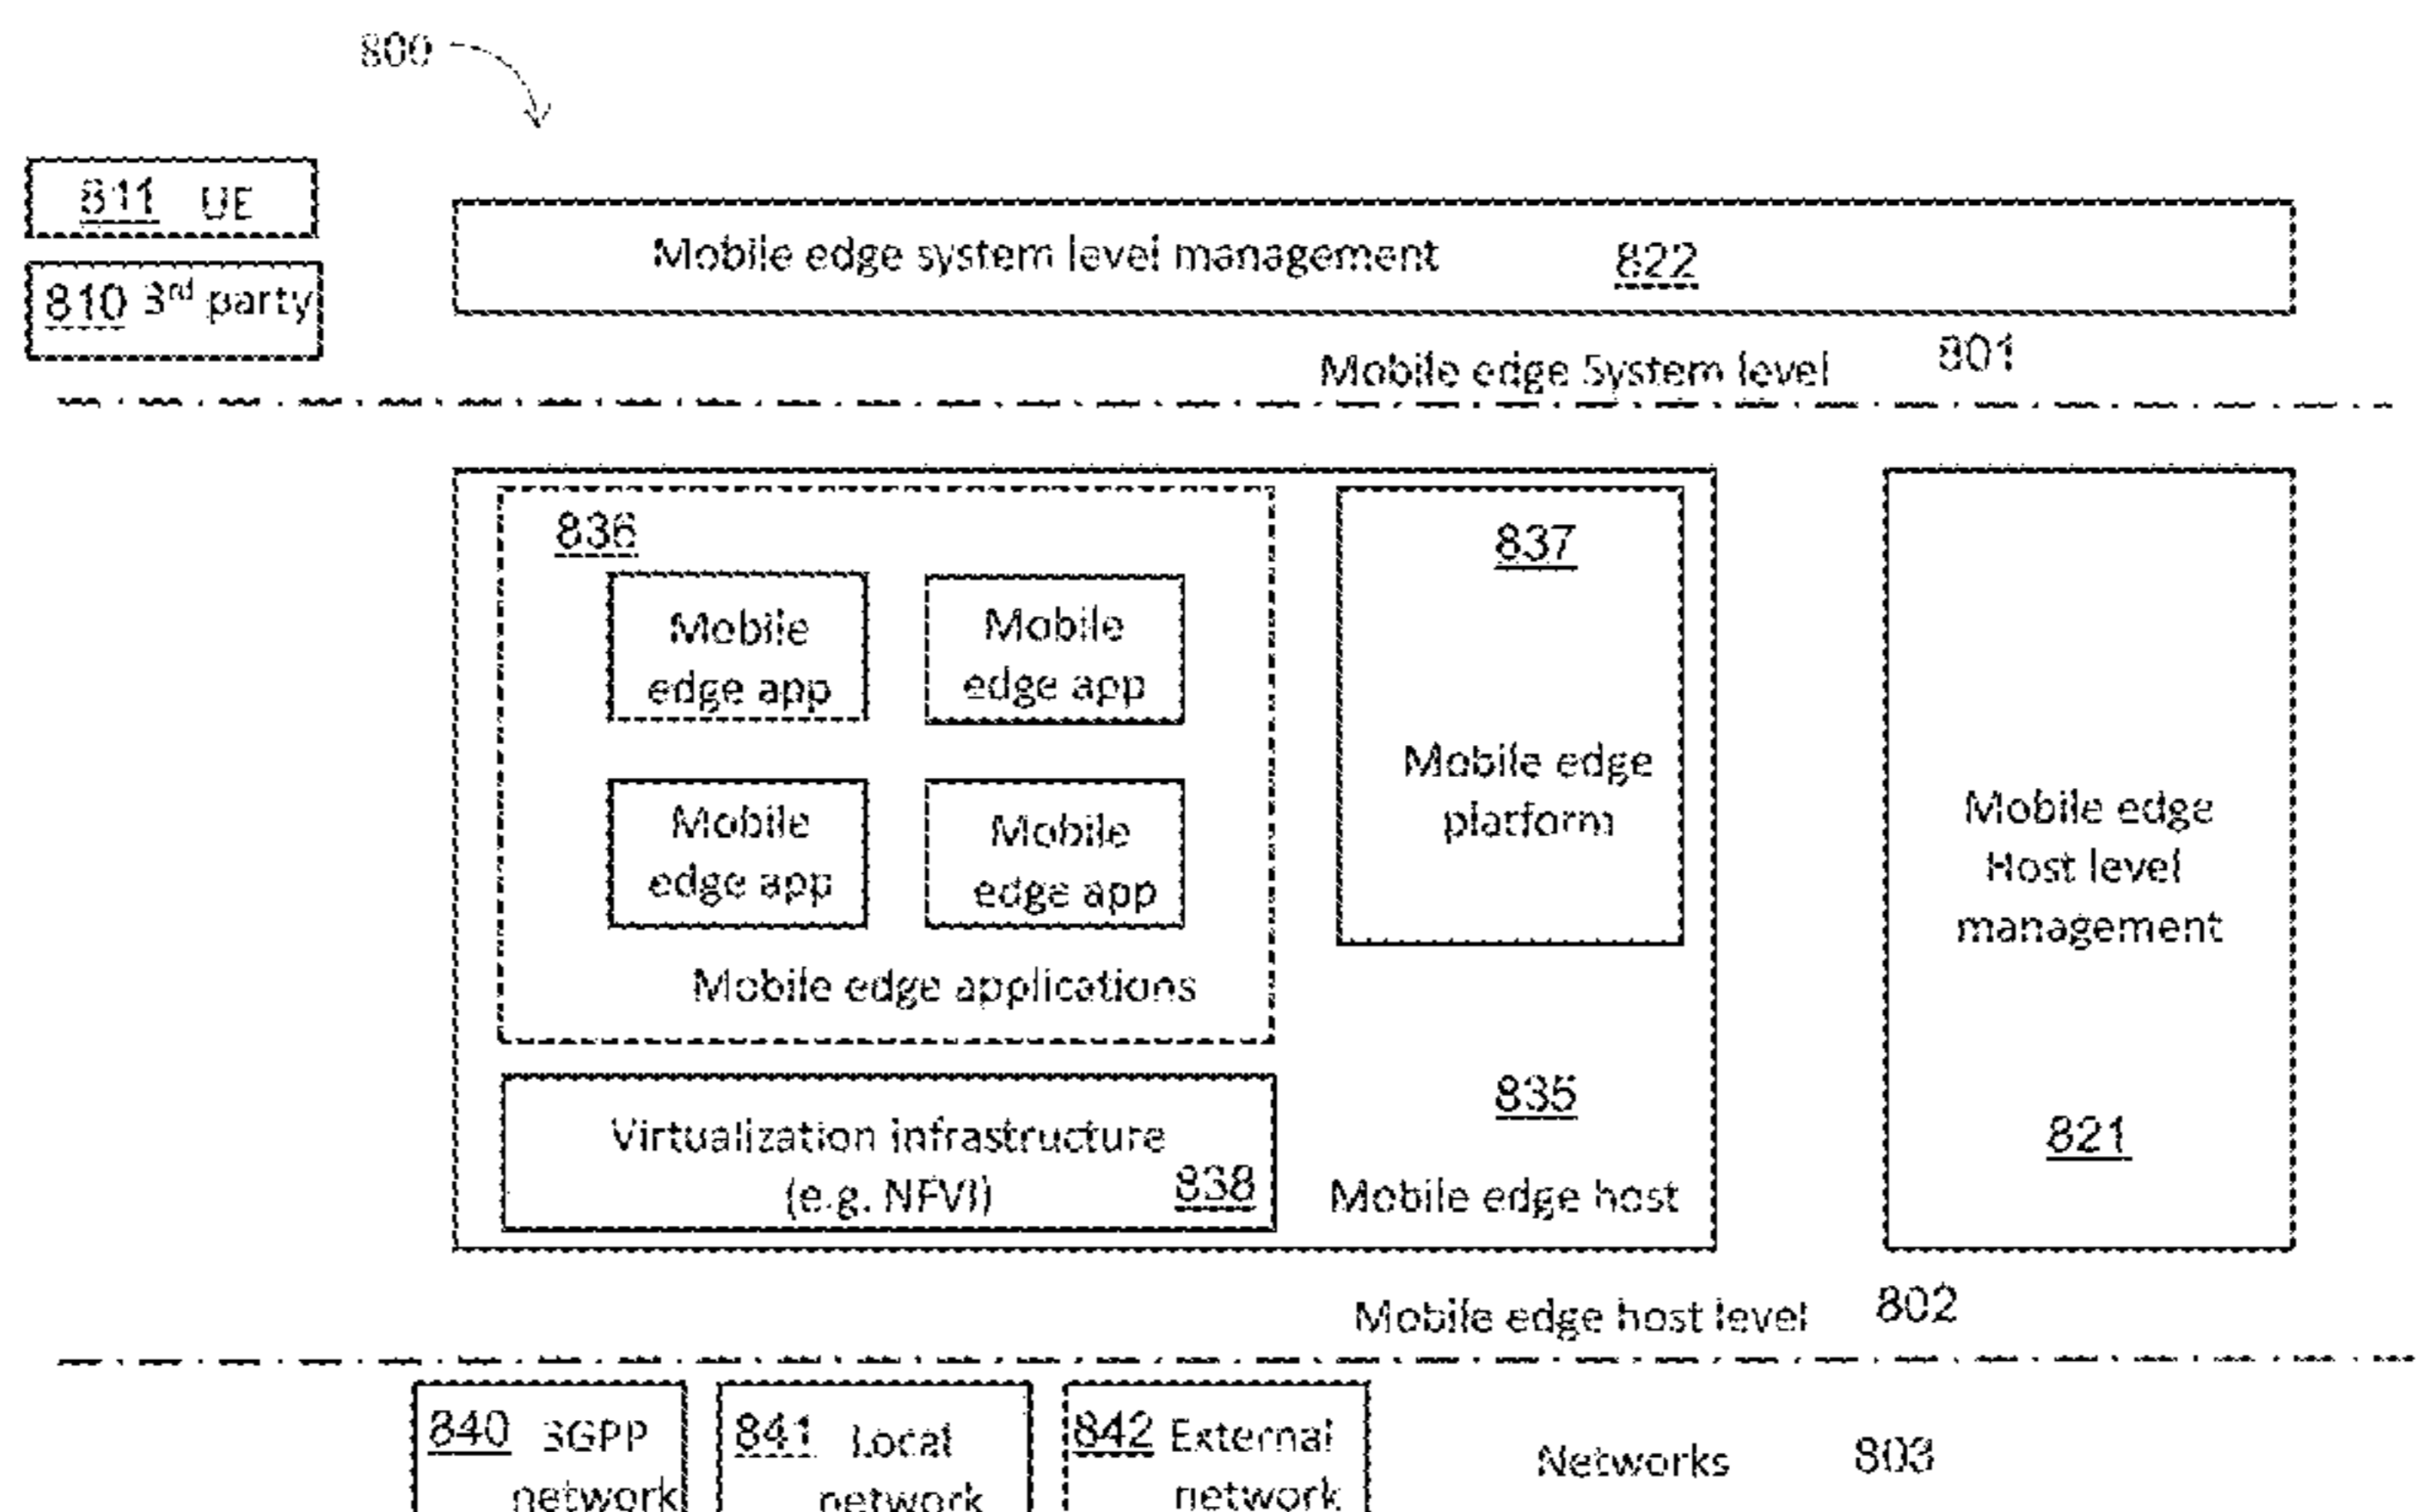 800
811 UE
810 3rd party
Mobile edge system level management 822
Mobile edge System level 801
836
Mobile
edge app
Mobile
edge app
Mobile
edge app
Mobile
edge app
Mobile edge applications
837
Mobile edge
platform
Virtualization infrastructure
(e.g. NFVI) 838
835
Mobile edge host
Mobile edge
Host level
management
821
Mobile edge host level 802
840 3GPP
network
841 Local
network
842 External
network
Networks 803